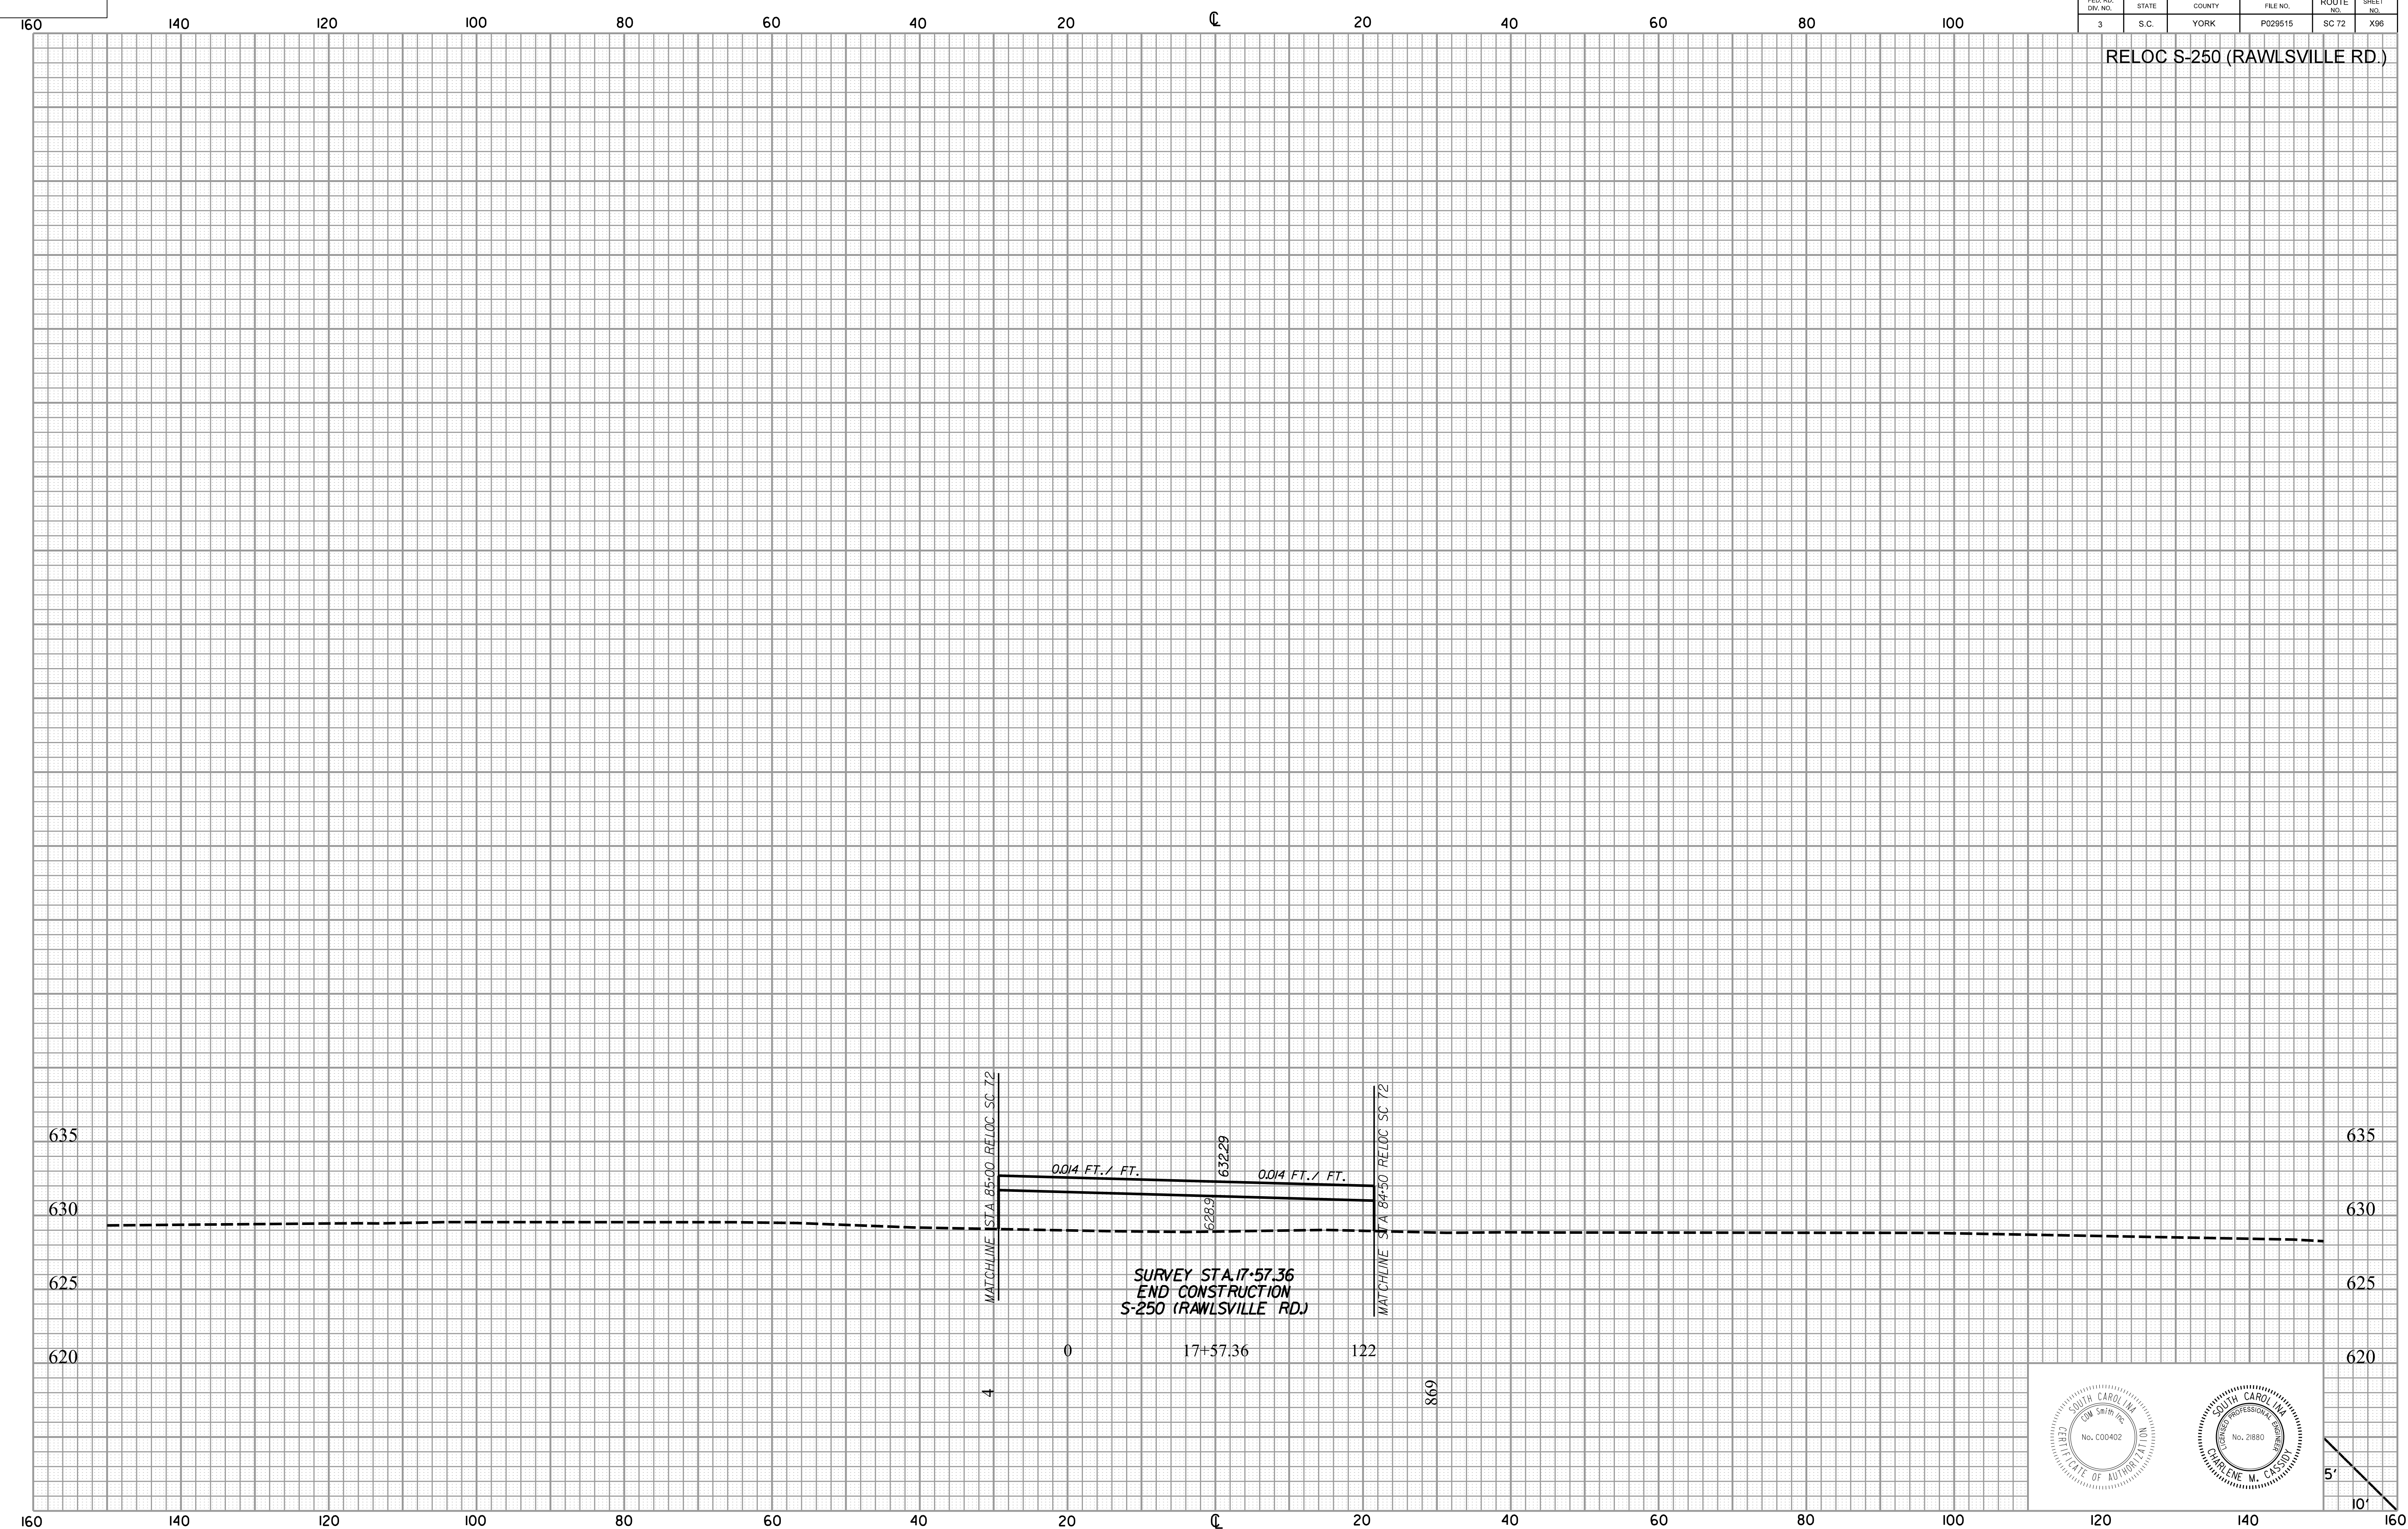 160 140 120 100 80 60 40 20 ℄ 20 40 60 80 100
FED. RD. DIV. NO. STATE COUNTY FILE NO. ROUTE NO. SHEET NO.
3 S.C. YORK P029515 SC 72 X96
RELOC S-250 (RAWLSVILLE RD.)
MATCHLINE STA 85+00 RELOC SC 72
MATCHLINE STA 84+50 RELOC SC 72
635 635
632.29
0.014 FT./ FT. 0.014 FT./ FT.
630 628.9 630
625 625
SURVEY STA.17+57.36
END CONSTRUCTION
S-250 (RAWLSVILLE RD.)
620 0 17+57.36 122 620
4 869
SOUTH CAROLINA
CDM Smith Inc.
No. C00402
CERTIFICATE OF AUTHORIZATION
SOUTH CAROLINA
LICENSED PROFESSIONAL ENGINEER
No. 21880
CHARLENE M. CASSIDY
5'
10'
160 140 120 100 80 60 40 20 ℄ 20 40 60 80 100 120 140 160